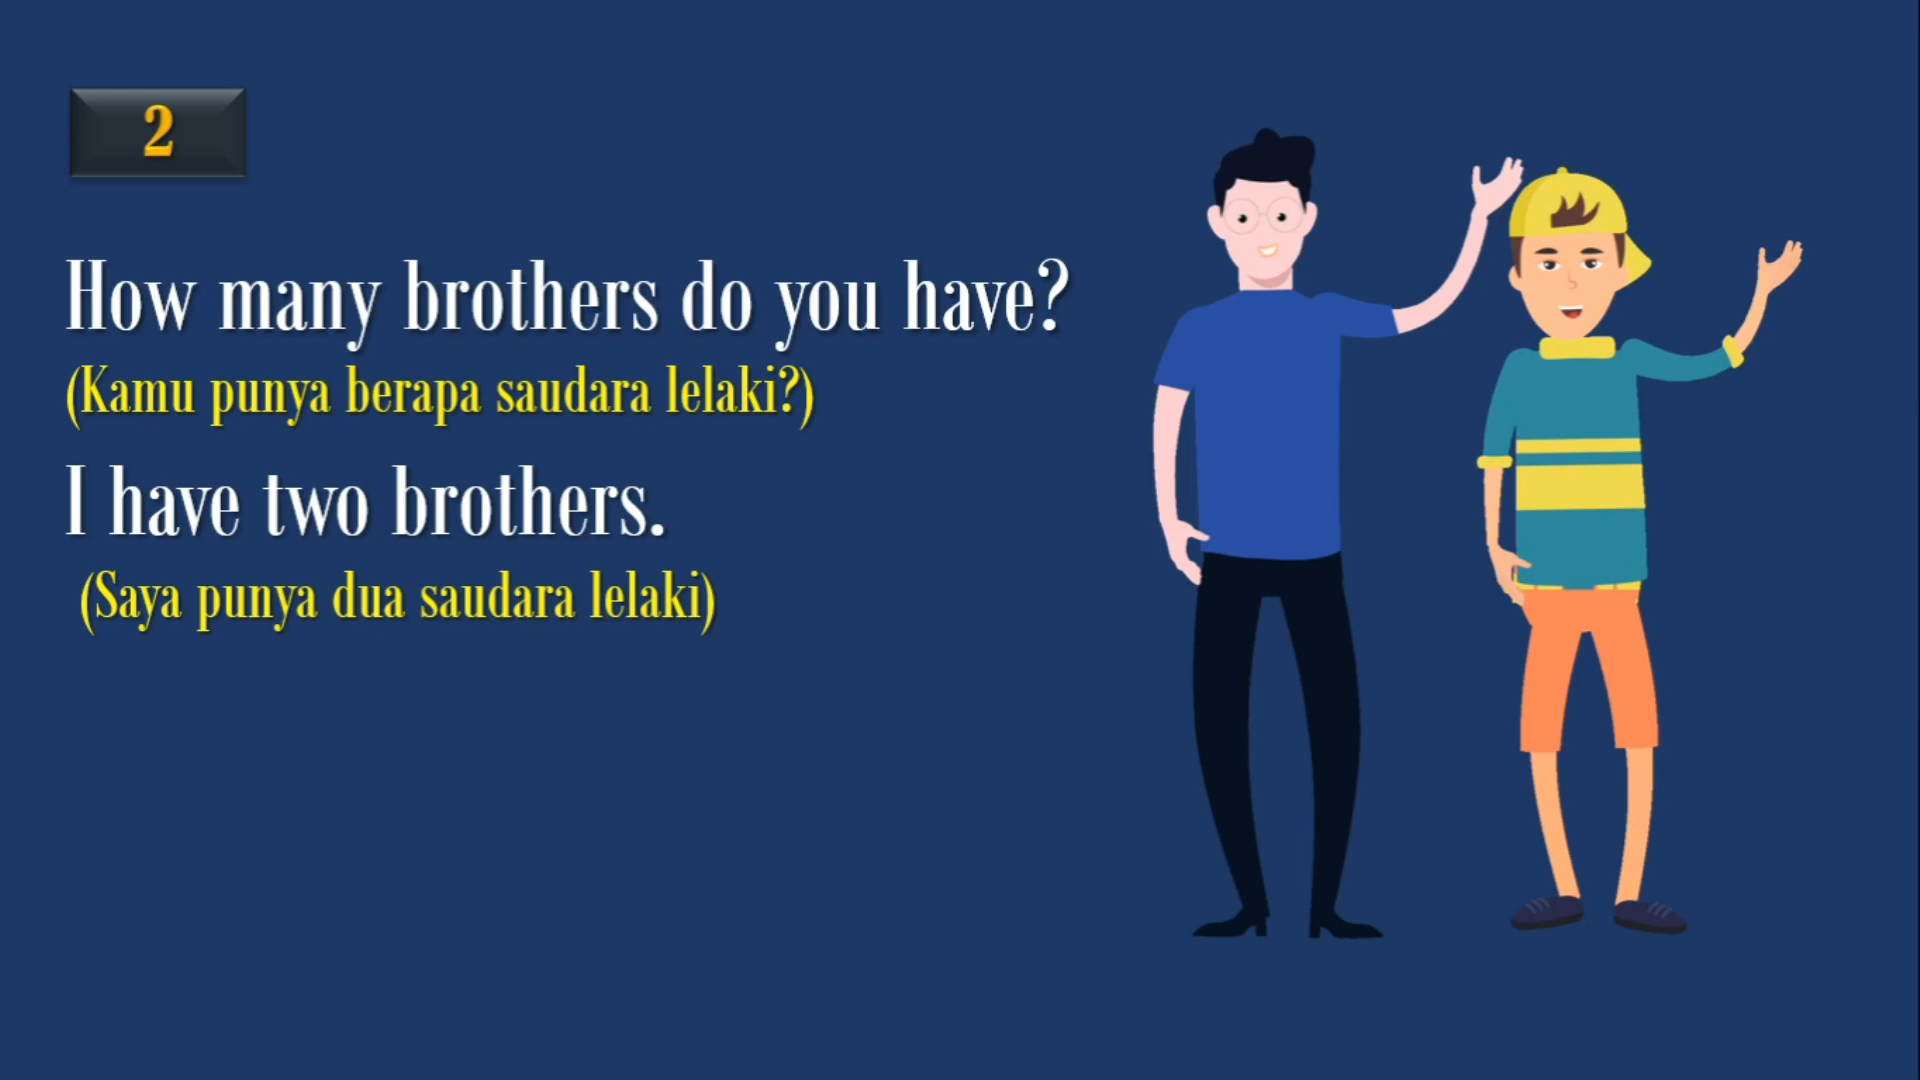 2
How many brothers do you have?
(Kamu punya berapa saudara lelaki?)
I have two brothers.
(Saya punya dua saudara lelaki)